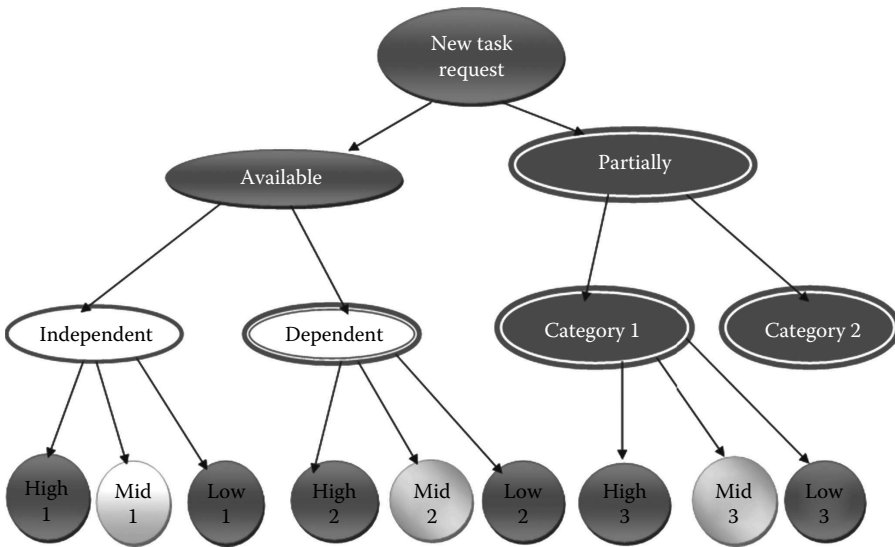 New task
request
Available
Partially
Independent
Dependent
Category 1
Category 2
High
1
Mid
1
Low
1
High
2
Mid
2
Low
2
High
3
Mid
3
Low
3